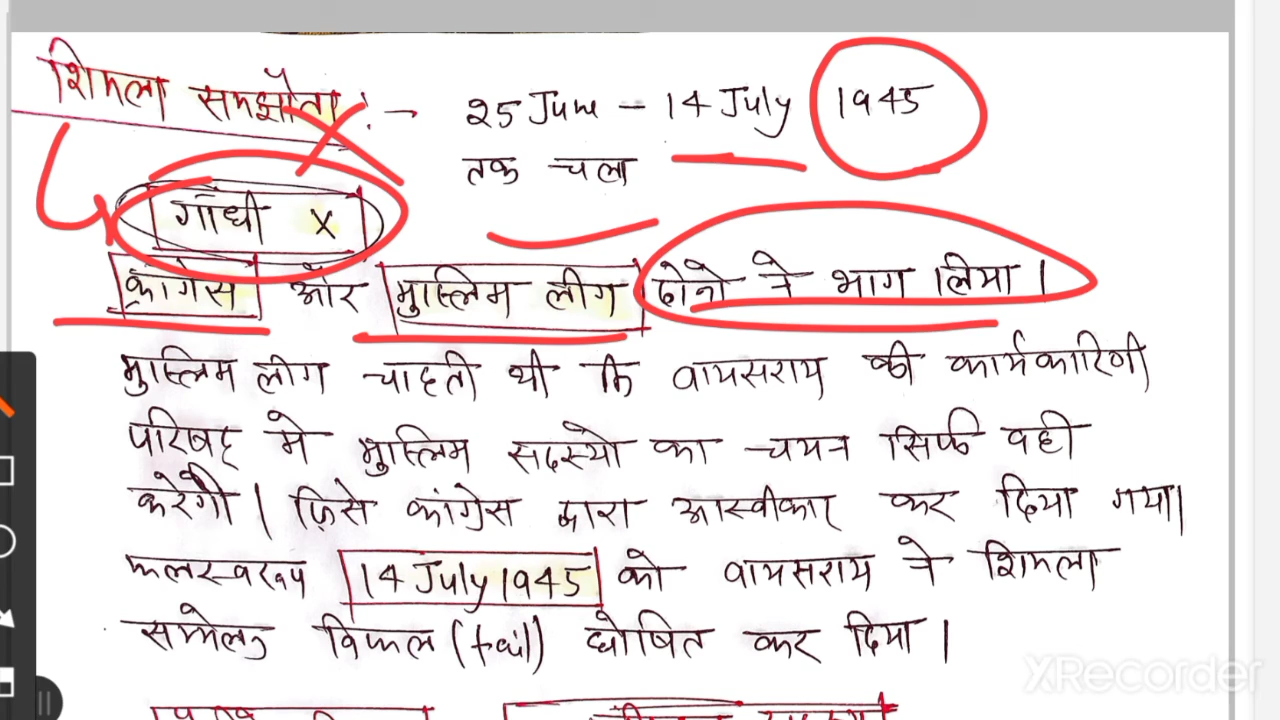 शिमला समझौता :- 25 June - 14 July 1945
तक चला
गाँधी X
कांग्रेस और मुस्लिम लीग दोनो ने भाग लिया।
मुस्लिम लीग चाहती थी कि वायसराय की कार्यकारिणी
परिषद में मुस्लिम सदस्यो का चयन सिर्फ वही
करेगी। जिसे कांग्रेस द्वारा अस्वीकार कर दिया गया।
फलस्वरूप 14 July 1945 को वायसराय ने शिमला
सम्मेलन विफल (fail) घोषित कर दिया।
XRecorder